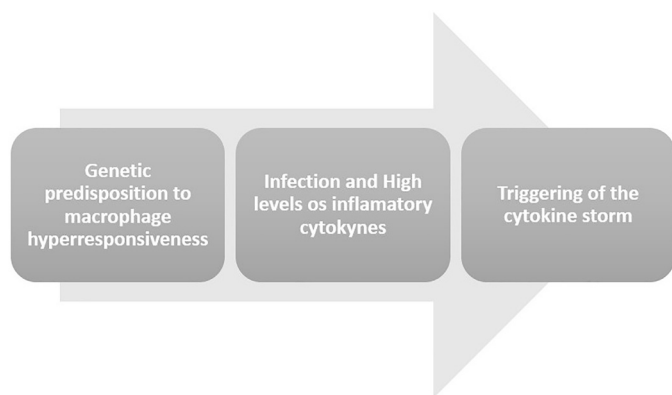 Genetic
predisposition to
macrophage
hyperresponsiveness
Infection and High
levels os inflamatory
cytokynes
Triggering of the
cytokine storm